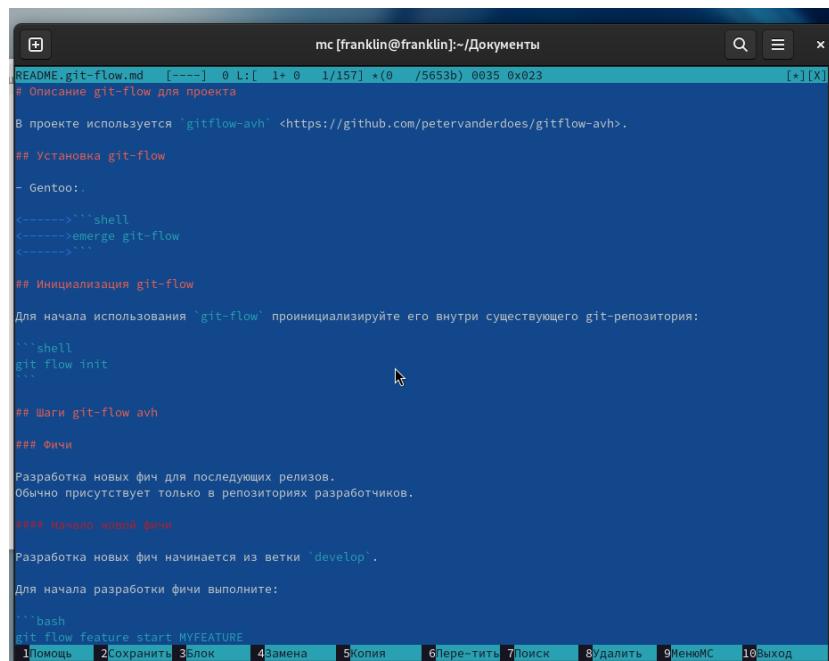 mc [franklin@franklin]:~/Документы
README.git-flow.md [----] 0 L:[ 1+ 0 1/157] *(0 /5653b) 0035 0x023 [*][X]
# Описание git-flow для проекта
В проекте используется `gitflow-avh` <https://github.com/petervanderdoes/gitflow-avh>.
## Установка git-flow
- Gentoo:.
<------>```shell
<------>emerge git-flow
<------>```
## Инициализация git-flow
Для начала использования `git-flow` проинициализируйте его внутри существующего git-репозитория:
```shell
git flow init
```
## Шаги git-flow avh
### Фичи
Разработка новых фич для последующих релизов.
Обычно присутствует только в репозиториях разработчиков.
#### Начало новой фичи
Разработка новых фич начинается из ветки `develop`.
Для начала разработки фичи выполните:
```bash
git flow feature start MYFEATURE
1Помощь 2Сохранить 3Блок 4Замена 5Копия 6Пере~тить 7Поиск 8Удалить 9МенюMC 10Выход